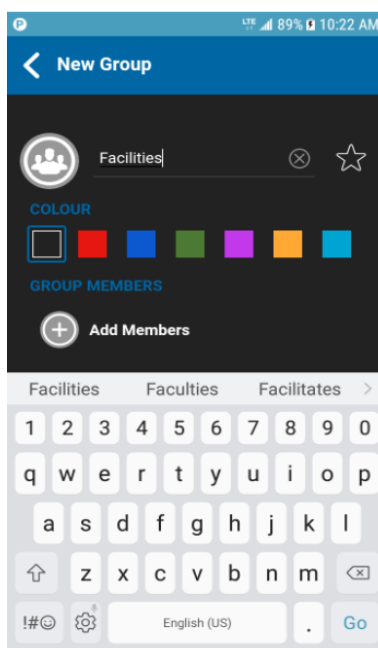 P LTE 89% 10:22 AM
New Group
Facilities
COLOUR
GROUP MEMBERS
Add Members
Facilities Faculties Facilitates
1 2 3 4 5 6 7 8 9 0
q w e r t y u i o p
a s d f g h j k l
z x c v b n m
!#☺ English (US) . Go